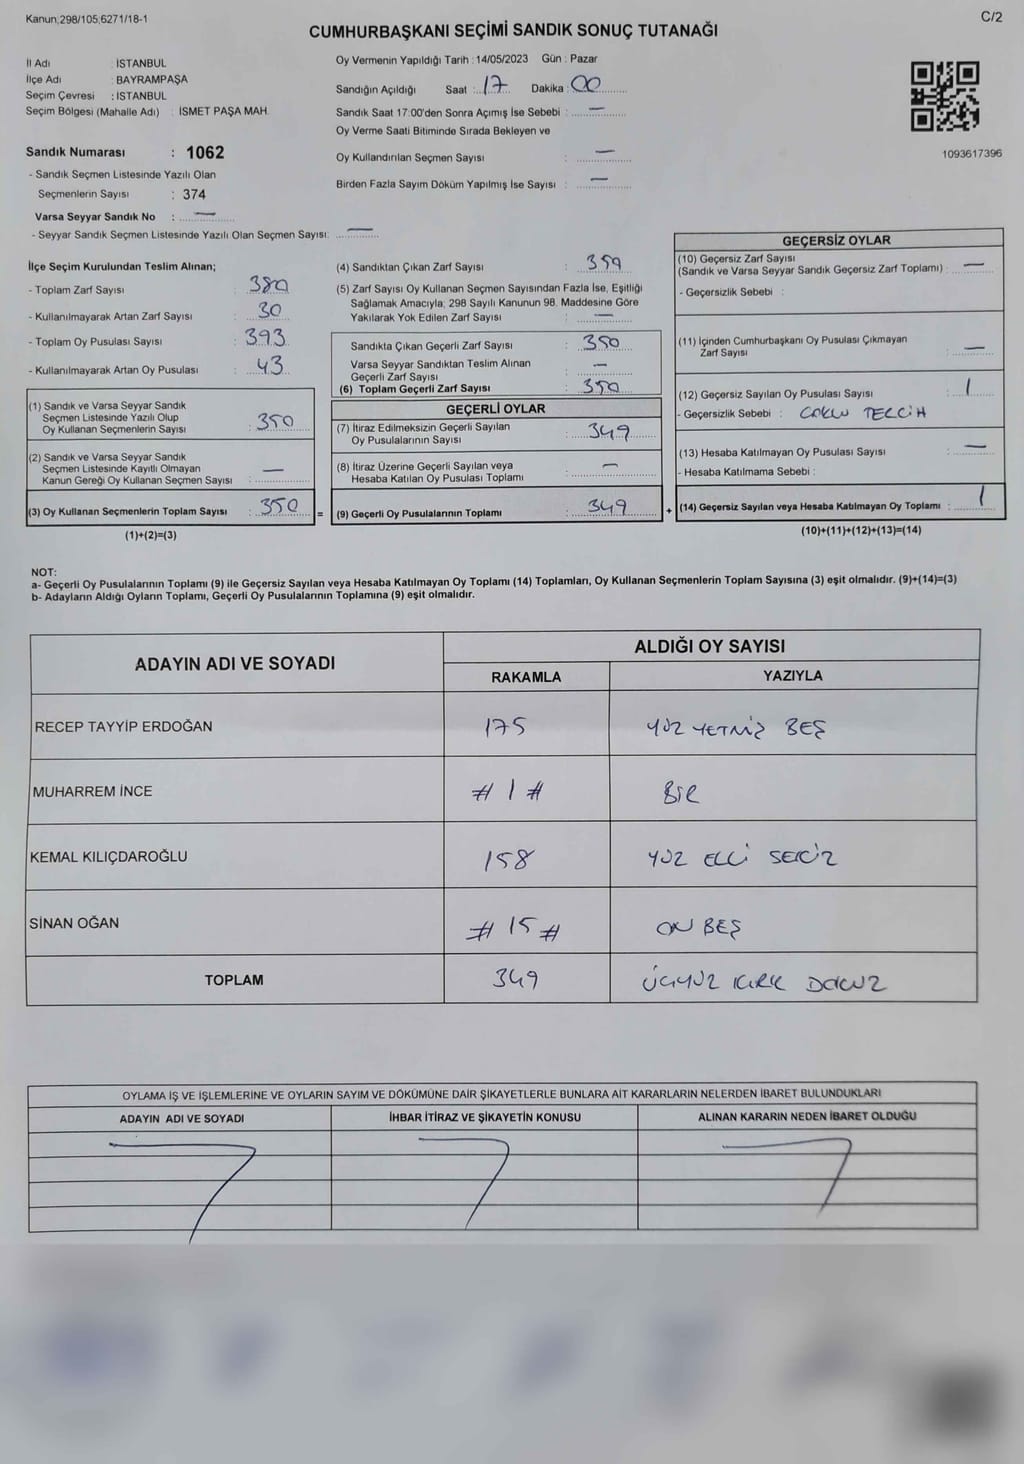 Kanun;298/105;6271/18-1
C/2
CUMHURBAŞKANI SEÇİMİ SANDIK SONUÇ TUTANAĞI
İl Adı : İSTANBUL
İlçe Adı : BAYRAMPAŞA
Seçim Çevresi : İSTANBUL
Seçim Bölgesi (Mahalle Adı) : İSMET PAŞA MAH.
Sandık Numarası : 1062
- Sandık Seçmen Listesinde Yazılı Olan
Seçmenlerin Sayısı : 374
Varsa Seyyar Sandık No : —
- Seyyar Sandık Seçmen Listesinde Yazılı Olan Seçmen Sayısı: —
Oy Vermenin Yapıldığı Tarih : 14/05/2023 Gün : Pazar
Sandığın Açıldığı Saat : 17 Dakika : 00
Sandık Saat 17:00'den Sonra Açımış İse Sebebi : —
Oy Verme Saati Bitiminde Sırada Bekleyen ve
Oy Kullandırılan Seçmen Sayısı : —
Birden Fazla Sayım Döküm Yapılmış İse Sayısı : —
1093617396
İlçe Seçim Kurulundan Teslim Alınan;
- Toplam Zarf Sayısı : 380
- Kullanılmayarak Artan Zarf Sayısı : 30
- Toplam Oy Pusulası Sayısı : 393
- Kullanılmayarak Artan Oy Pusulası : 43
(1) Sandık ve Varsa Seyyar Sandık
Seçmen Listesinde Yazılı Olup
Oy Kullanan Seçmenlerin Sayısı : 350
(2) Sandık ve Varsa Seyyar Sandık
Seçmen Listesinde Kayıtlı Olmayan
Kanun Gereği Oy Kullanan Seçmen Sayısı : —
(3) Oy Kullanan Seçmenlerin Toplam Sayısı : 350 =
(1)+(2)=(3)
(4) Sandıktan Çıkan Zarf Sayısı : 350
(5) Zarf Sayısı Oy Kullanan Seçmen Sayısından Fazla İse, Eşitliği
Sağlamak Amacıyla; 298 Sayılı Kanunun 98. Maddesine Göre
Yakılarak Yok Edilen Zarf Sayısı : —
Sandıkta Çıkan Geçerli Zarf Sayısı : 350
Varsa Seyyar Sandıktan Teslim Alınan
Geçerli Zarf Sayısı : —
(6) Toplam Geçerli Zarf Sayısı : 350
GEÇERLİ OYLAR
(7) İtiraz Edilmeksizin Geçerli Sayılan
Oy Pusulalarının Sayısı : 349
(8) İtiraz Üzerine Geçerli Sayılan veya
Hesaba Katılan Oy Pusulası Toplamı : —
(9) Geçerli Oy Pusulalarının Toplamı : 349 +
GEÇERSİZ OYLAR
(10) Geçersiz Zarf Sayısı
(Sandık ve Varsa Seyyar Sandık Geçersiz Zarf Toplamı) : —
- Geçersizlik Sebebi :
(11) İçinden Cumhurbaşkanı Oy Pusulası Çıkmayan
Zarf Sayısı : —
(12) Geçersiz Sayılan Oy Pusulası Sayısı : 1
- Geçersizlik Sebebi : ÇOKLU TERCİH
(13) Hesaba Katılmayan Oy Pusulası Sayısı : —
- Hesaba Katılmama Sebebi :
(14) Geçersiz Sayılan veya Hesaba Katılmayan Oy Toplamı : 1
(10)+(11)+(12)+(13)=(14)
NOT:
a- Geçerli Oy Pusulalarının Toplamı (9) ile Geçersiz Sayılan veya Hesaba Katılmayan Oy Toplamı (14) Toplamları, Oy Kullanan Seçmenlerin Toplam Sayısına (3) eşit olmalıdır. (9)+(14)=(3)
b- Adayların Aldığı Oyların Toplamı, Geçerli Oy Pusulalarının Toplamına (9) eşit olmalıdır.
ADAYIN ADI VE SOYADI ALDIĞI OY SAYISI
RAKAMLA YAZIYLA
RECEP TAYYİP ERDOĞAN 175 YÜZ YETMİŞ BEŞ
MUHARREM İNCE # 1 # BİR
KEMAL KILIÇDAROĞLU 158 YÜZ ELLİ SEKİZ
SİNAN OĞAN # 15 # ON BEŞ
TOPLAM 349 ÜÇYÜZ KIRK DOKUZ
OYLAMA İŞ VE İŞLEMLERİNE VE OYLARIN SAYIM VE DÖKÜMÜNE DAİR ŞİKAYETLERLE BUNLARA AİT KARARLARIN NELERDEN İBARET BULUNDUKLARI
ADAYIN ADI VE SOYADI İHBAR İTİRAZ VE ŞİKAYETİN KONUSU ALINAN KARARIN NEDEN İBARET OLDUĞU